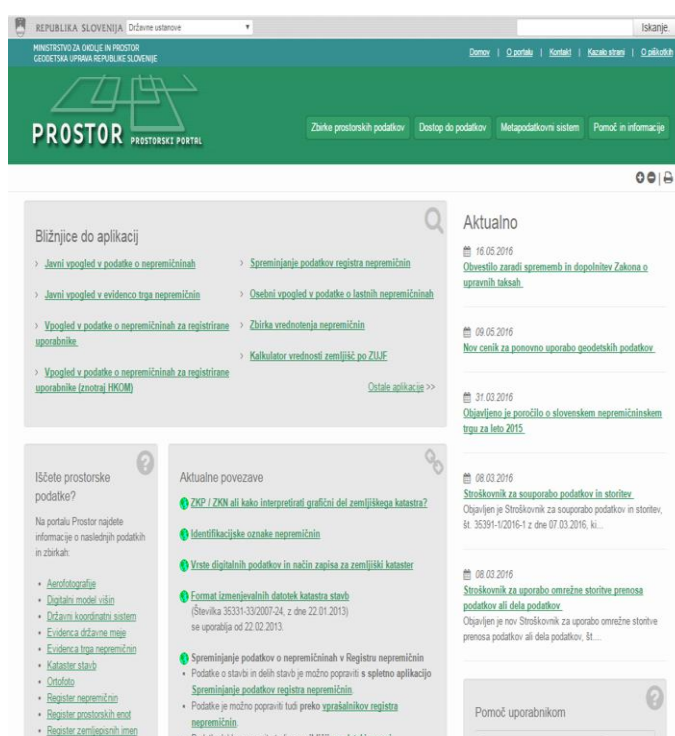 REPUBLIKA SLOVENIJA Državne ustanove
Iskanje.
MINISTRSTVO ZA OKOLJE IN PROSTOR
GEODETSKA UPRAVA REPUBLIKE SLOVENIJE
Domov | O portalu | Kontakt | Kazalo strani | O piškotkih
PROSTOR PROSTORSKI PORTAL
Zbirke prostorskih podatkov
Dostop do podatkov
Metapodatkovni sistem
Pomoč in informacije
Bližnjice do aplikacij
Javni vpogled v podatke o nepremičninah
Javni vpogled v evidenco trga nepremičnin
Vpogled v podatke o nepremičninah za registrirane
uporabnike
Vpogled v podatke o nepremičninah za registrirane
uporabnike (znotraj HKOM)
Spreminjanje podatkov registra nepremičnin
Osebni vpogled v podatke o lastnih nepremičninah
Zbirka vrednotenja nepremičnin
Kalkulator vrednosti zemljišč po ZUJF
Ostale aplikacije >>
Aktualno
16.05.2016
Obvestilo zaradi sprememb in dopolnitev Zakona o
upravnih taksah
09.05.2016
Nov cenik za ponovno uporabo geodetskih podatkov
31.03.2016
Objavljeno je poročilo o slovenskem nepremičninskem
trgu za leto 2015
08.03.2016
Stroškovnik za souporabo podatkov in storitev
Objavljen je Stroškovnik za souporabo podatkov in storitev,
št. 35391-1/2016-1 z dne 07.03.2016, ki...
08.03.2016
Stroškovnik za uporabo omrežne storitve prenosa
podatkov ali dela podatkov
Objavljen je nov Stroškovnik za uporabo omrežne storitve
prenosa podatkov ali dela podatkov, št....
Pomoč uporabnikom
Iščete prostorske
podatke?
Na portalu Prostor najdete
informacije o naslednjih podatkih
in zbirkah:
Aerofotografije
Digitalni model višin
Državni koordinatni sistem
Evidenca državne meje
Evidenca trga nepremičnin
Kataster stavb
Ortofoto
Register nepremičnin
Register prostorskih enot
Register zemljepisnih imen
Aktualne povezave
ZKP / ZKN ali kako interpretirati grafični del zemljiškega katastra?
Identifikacijske oznake nepremičnin
Vrste digitalnih podatkov in način zapisa za zemljiški kataster
Format izmenjevalnih datotek katastra stavb
(Številka 35331-33/2007-24, z dne 22.01.2013)
se uporablja od 22.02.2013.
Spreminjanje podatkov o nepremičninah v Registru nepremičnin
Podatke o stavbi in delih stavb je možno popraviti s spletno aplikacijo
Spreminjanje podatkov registra nepremičnin.
Podatke je možno popraviti tudi preko vprašalnikov registra
nepremičnin.